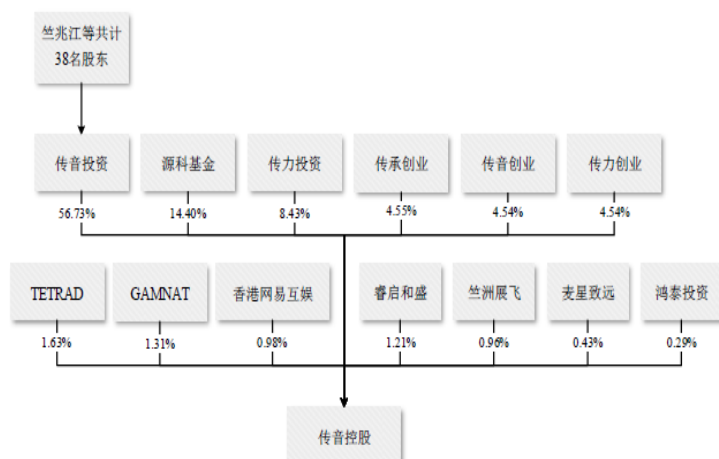 竺兆江等共计
38名股东
传音投资
源科基金
传力投资
传承创业
传音创业
传力创业
56.73%
14.40%
8.43%
4.55%
4.54%
4.54%
TETRAD
GAMNAT
香港网易互娱
睿启和盛
竺洲展飞
麦星致远
鸿泰投资
1.63%
1.31%
0.98%
1.21%
0.96%
0.43%
0.29%
传音控股